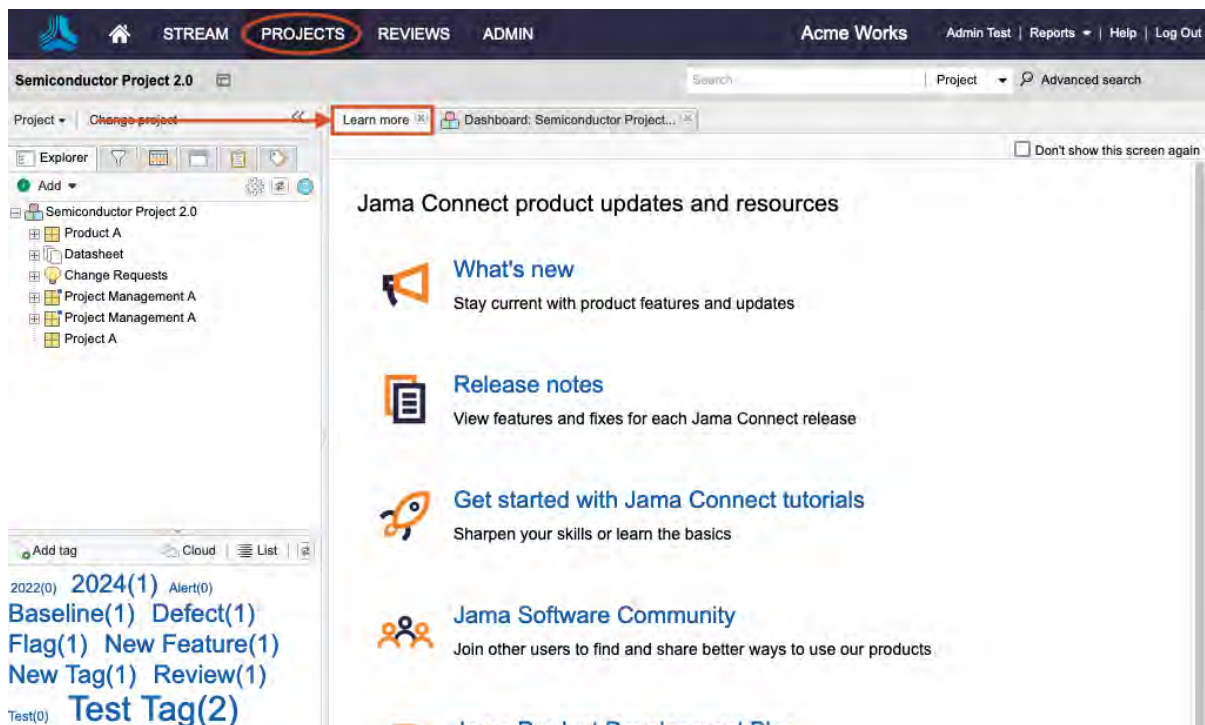 STREAM PROJECTS REVIEWS ADMIN Acme Works Admin Test | Reports | Help | Log Out
Semiconductor Project 2.0 Search Project Advanced search
Project Change project Learn more Dashboard: Semiconductor Project...
Don't show this screen again
Explorer
Add
Semiconductor Project 2.0
Product A
Datasheet
Change Requests
Project Management A
Project Management A
Project A
Add tag Cloud | List |
2022(0) 2024(1) Alert(0)
Baseline(1) Defect(1)
Flag(1) New Feature(1)
New Tag(1) Review(1)
Test(0) Test Tag(2)
Jama Connect product updates and resources
What's new
Stay current with product features and updates
Release notes
View features and fixes for each Jama Connect release
Get started with Jama Connect tutorials
Sharpen your skills or learn the basics
Jama Software Community
Join other users to find and share better ways to use our products